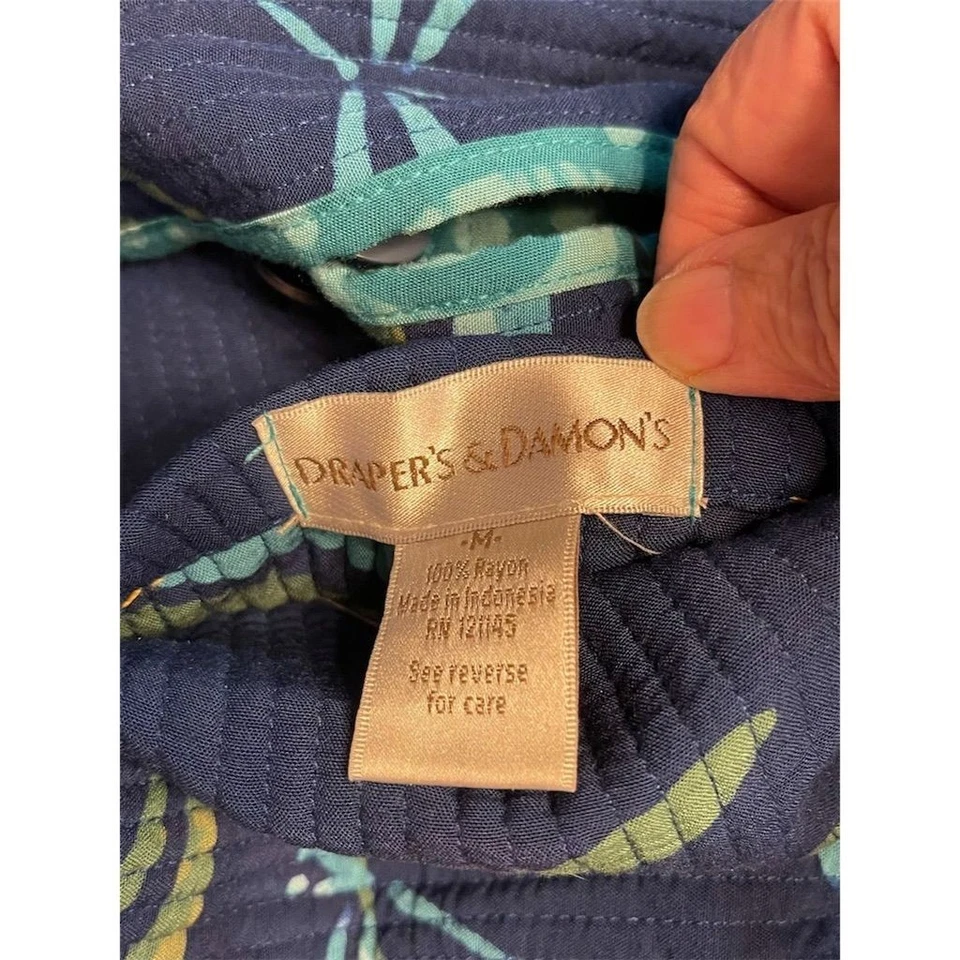 DRAPER'S & DAMON'S
·M·
100% Rayon
Made in Indonesia
RN 121145
See reverse
for care